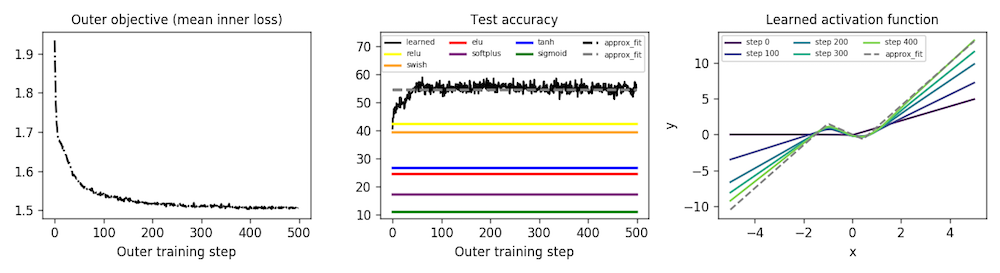 Outer objective (mean inner loss)
1.9
1.8
1.7
1.6
1.5
0 100 200 300 400 500
Outer training step
Test accuracy
learned elu tanh approx_fit
relu softplus sigmoid approx_fit
swish
70
60
50
40
30
20
10
0 100 200 300 400 500
Outer training step
Learned activation function
step 0 step 200 step 400
step 100 step 300 approx_fit
y
10
5
0
−5
−10
−4 −2 0 2 4
x